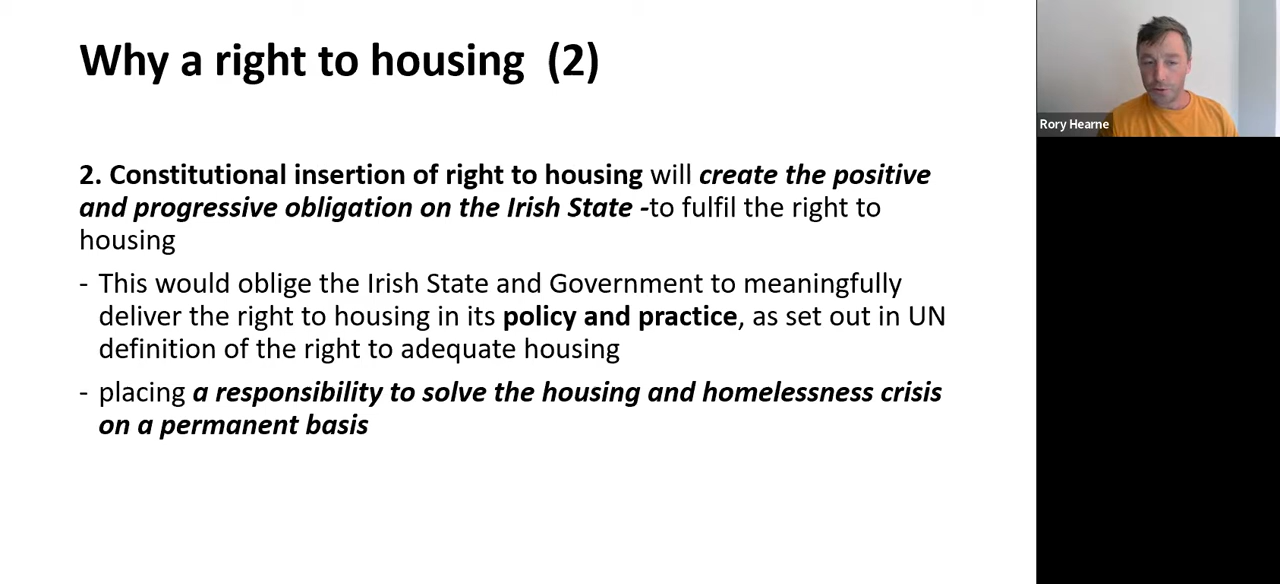 Why a right to housing (2)
Rory Hearne
2. Constitutional insertion of right to housing will create the positive
and progressive obligation on the Irish State -to fulfil the right to
housing
- This would oblige the Irish State and Government to meaningfully
deliver the right to housing in its policy and practice, as set out in UN
definition of the right to adequate housing
- placing a responsibility to solve the housing and homelessness crisis
on a permanent basis